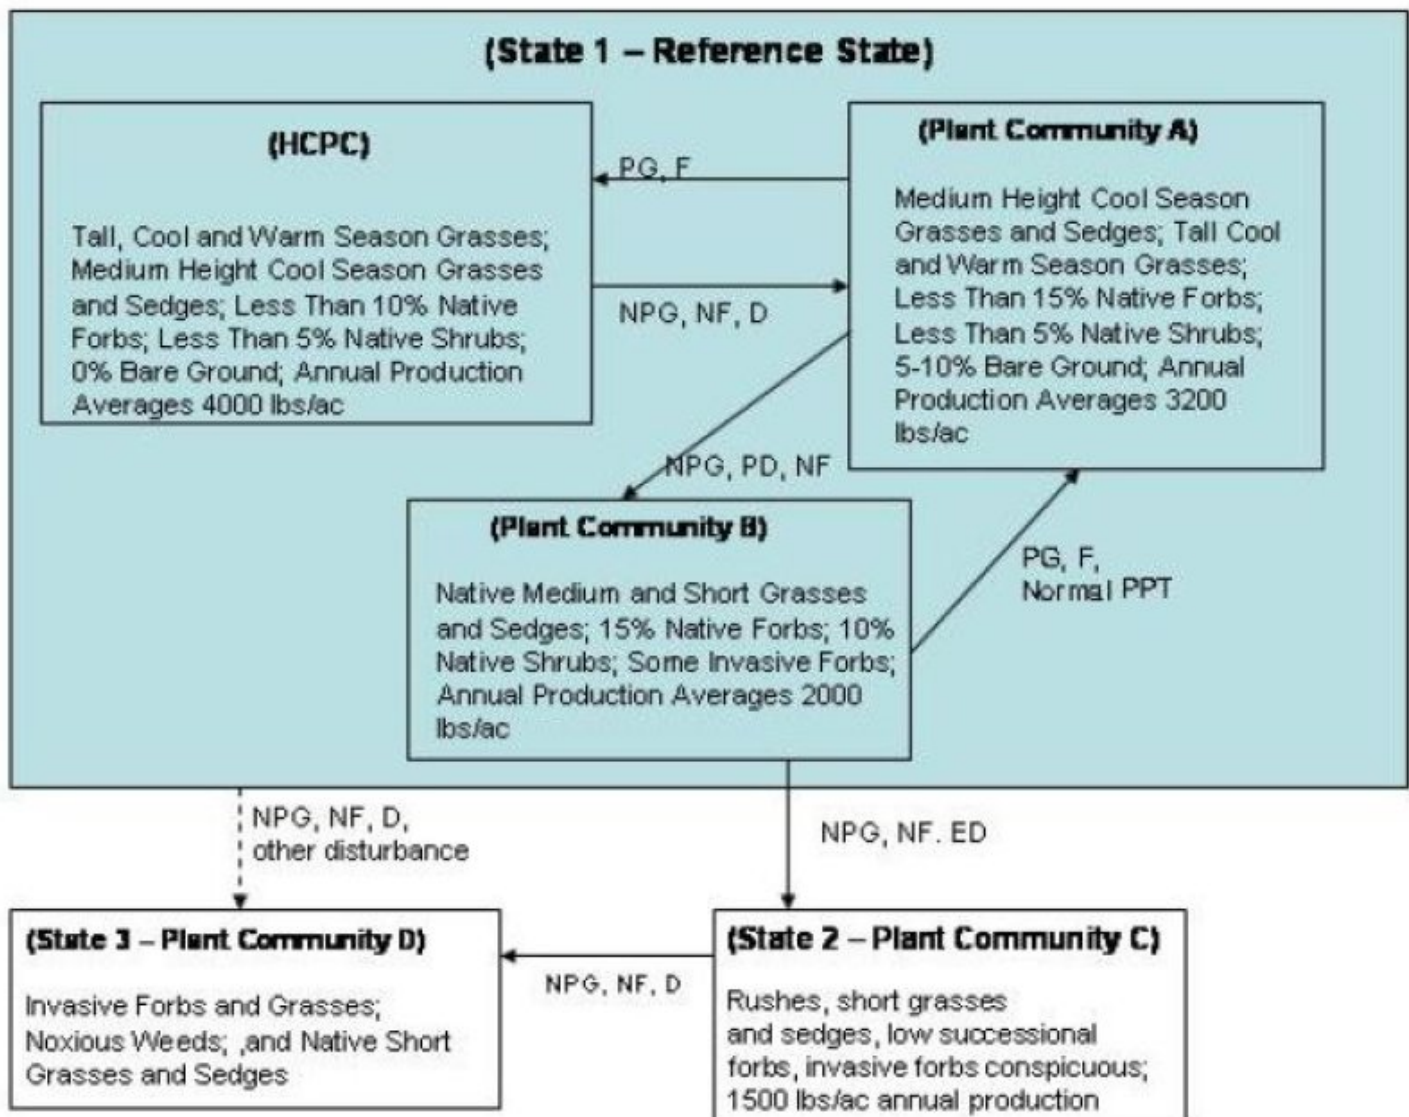 (State 1 – Reference State)
(HCPC)
Tall, Cool and Warm Season Grasses;
Medium Height Cool Season Grasses
and Sedges; Less Than 10% Native
Forbs; Less Than 5% Native Shrubs;
0% Bare Ground; Annual Production
Averages 4000 lbs/ac
PG, F
NPG, NF, D
(Plant Community A)
Medium Height Cool Season
Grasses and Sedges; Tall Cool
and Warm Season Grasses;
Less Than 15% Native Forbs;
Less Than 5% Native Shrubs;
5-10% Bare Ground; Annual
Production Averages 3200
lbs/ac
NPG, PD, NF
(Plant Community B)
Native Medium and Short Grasses
and Sedges; 15% Native Forbs; 10%
Native Shrubs; Some Invasive Forbs;
Annual Production Averages 2000
lbs/ac
PG, F,
Normal PPT
NPG, NF, D,
other disturbance
NPG, NF. ED
(State 3 – Plant Community D)
Invasive Forbs and Grasses;
Noxious Weeds; ,and Native Short
Grasses and Sedges
NPG, NF, D
(State 2 – Plant Community C)
Rushes, short grasses
and sedges, low successional
forbs, invasive forbs conspicuous;
1500 lbs/ac annual production